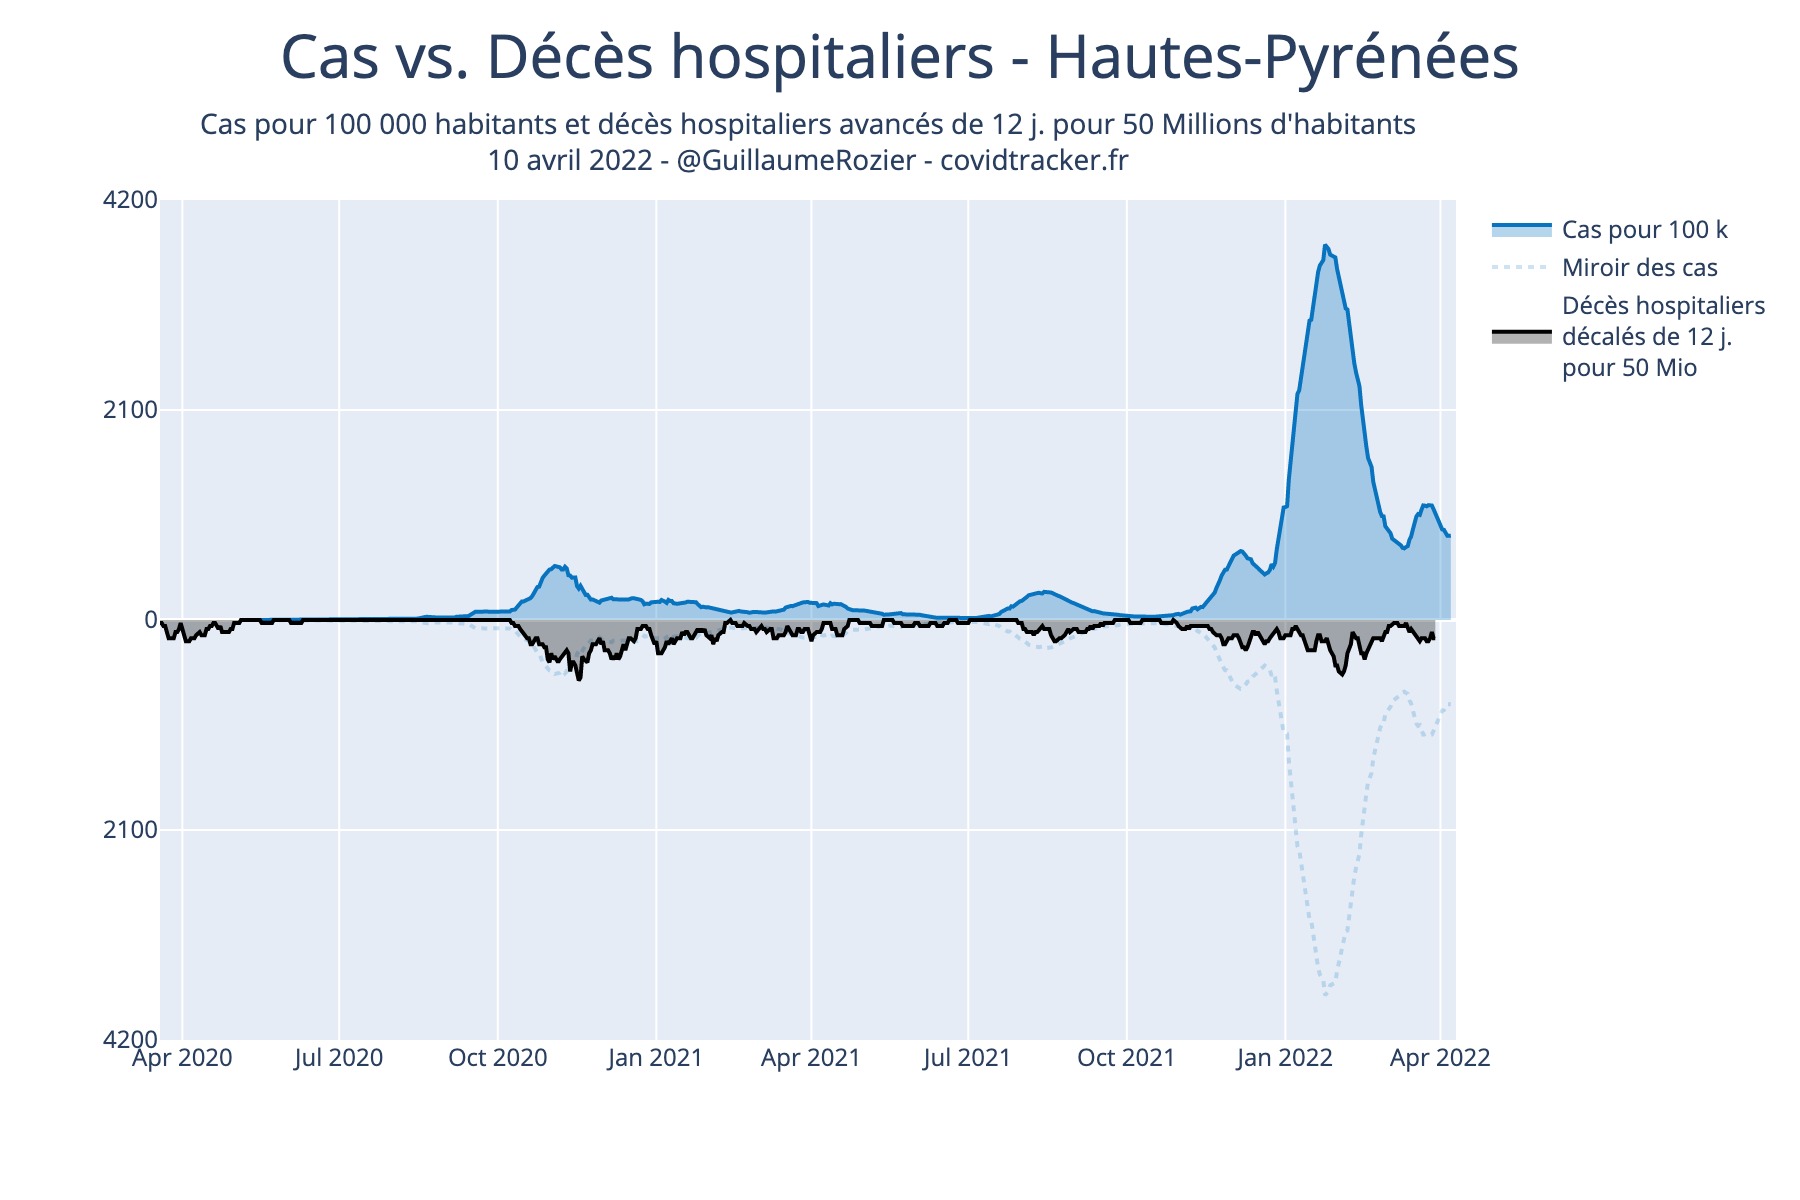 Cas vs. Décès hospitaliers - Hautes-Pyrénées
Cas pour 100 000 habitants et décès hospitaliers avancés de 12 j. pour 50 Millions d'habitants
10 avril 2022 - @GuillaumeRozier - covidtracker.fr
4200
2100
0
2100
4200
Apr 2020
Jul 2020
Oct 2020
Jan 2021
Apr 2021
Jul 2021
Oct 2021
Jan 2022
Apr 2022
Cas pour 100 k
Miroir des cas
Décès hospitaliers
décalés de 12 j.
pour 50 Mio